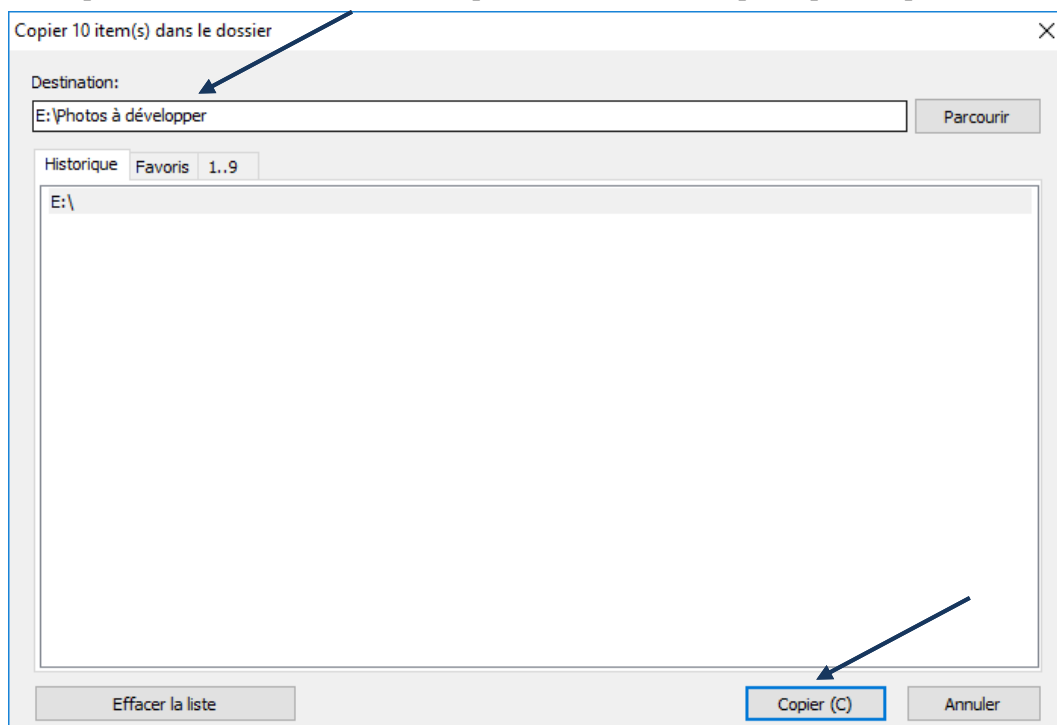 Copier 10 item(s) dans le dossier
Destination:
E:\Photos à développer
Parcourir
Historique Favoris 1..9
E:\
Effacer la liste
Copier (C)
Annuler